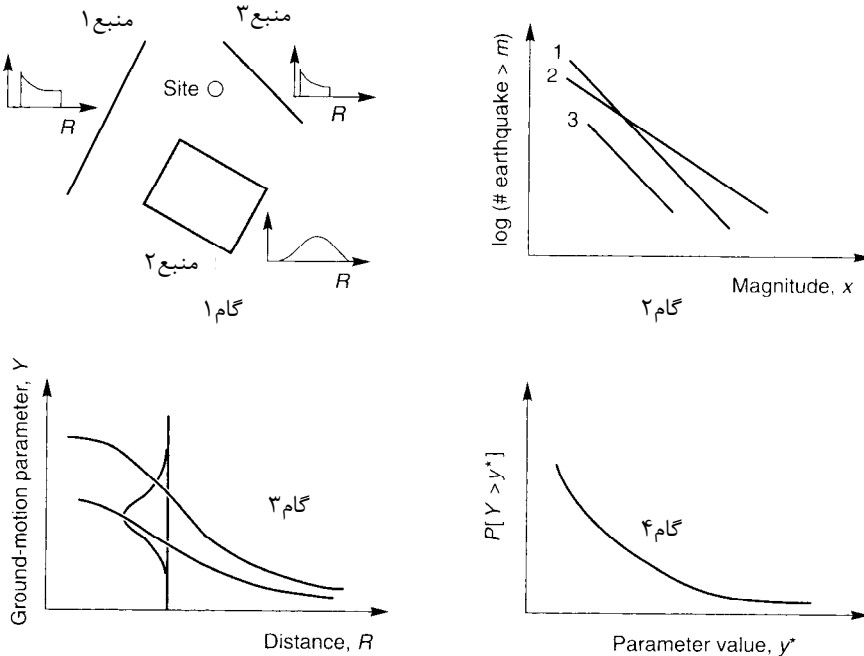 منبع۱
منبع۳
Site
R
R
منبع۲
R
گام۱
log (# earthquake > m)
1
2
3
Magnitude, x
گام۲
Ground-motion parameter, Y
گام۳
Distance, R
P[Y > y*]
گام۴
Parameter value, y*